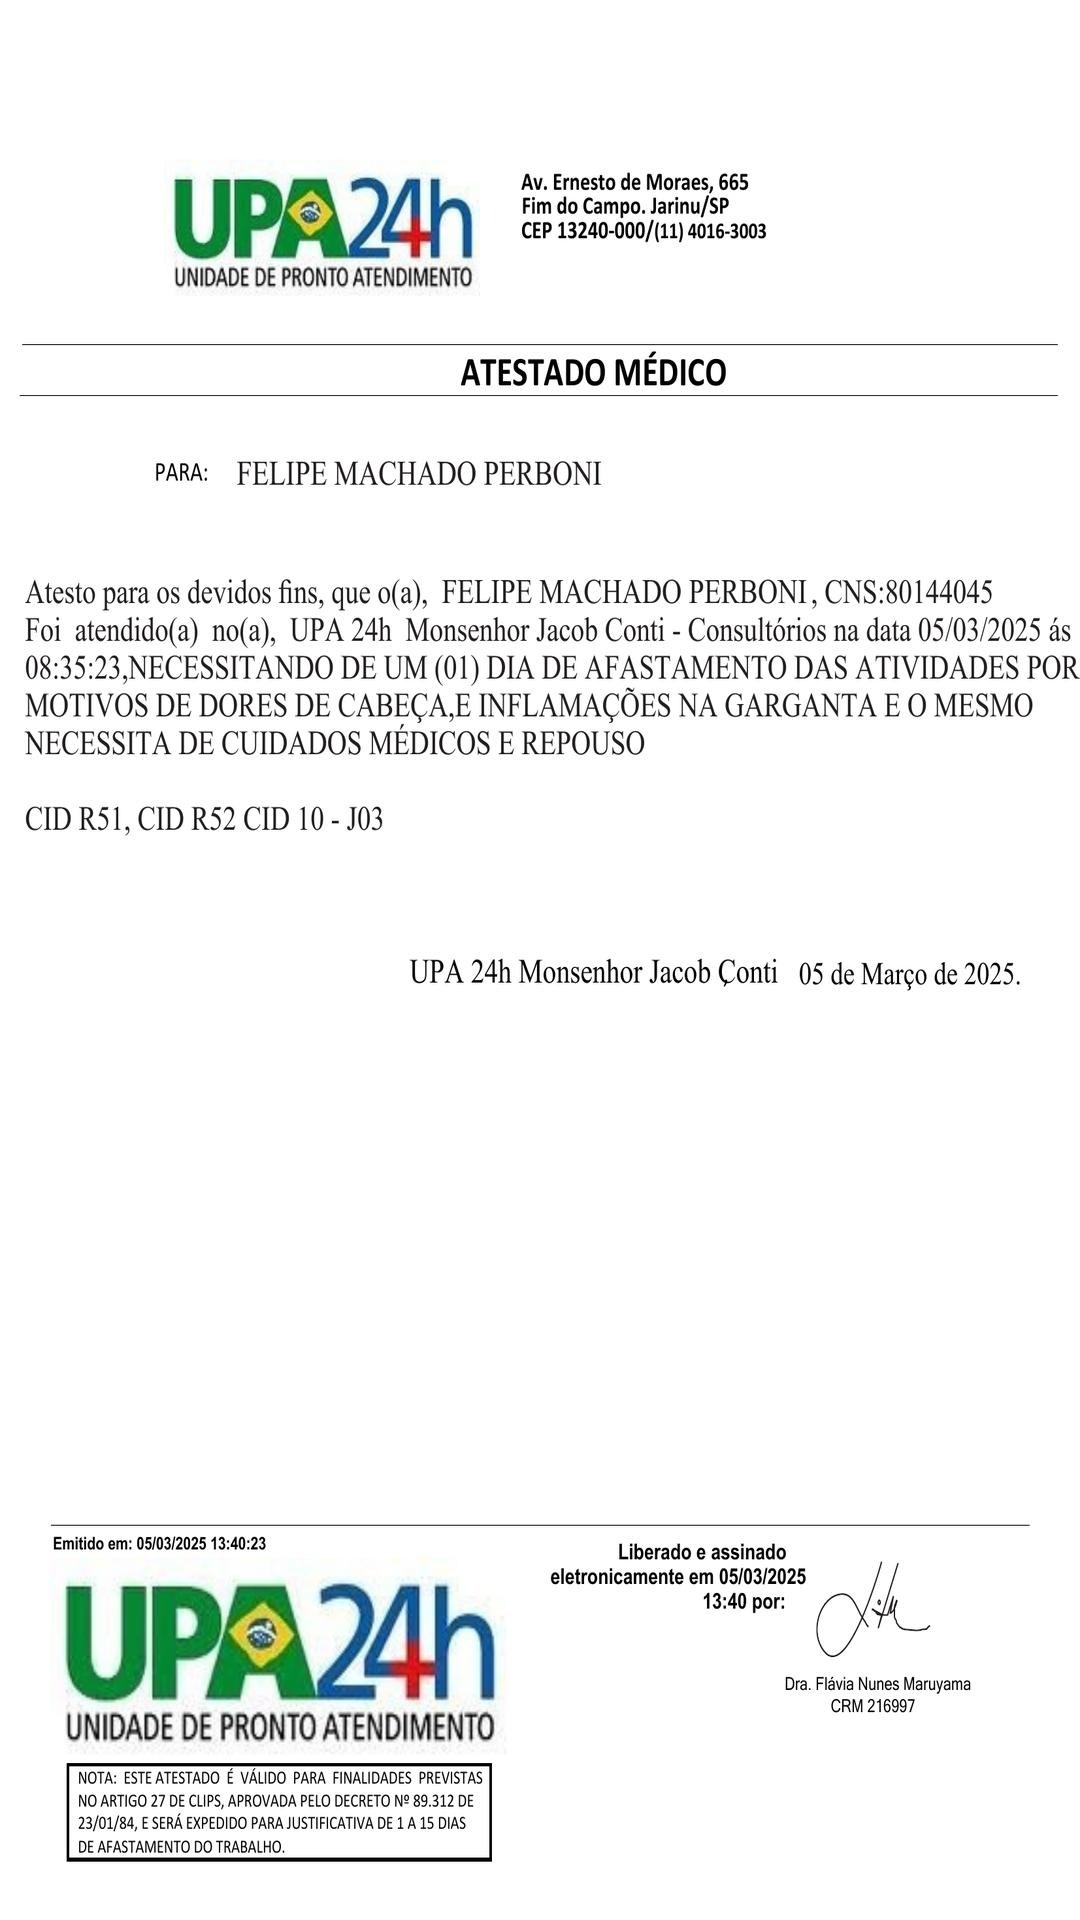 UPA24h
UNIDADE DE PRONTO ATENDIMENTO
Av. Ernesto de Moraes, 665
Fim do Campo. Jarinu/SP
CEP 13240-000/(11) 4016-3003
ATESTADO MÉDICO
PARA: FELIPE MACHADO PERBONI
Atesto para os devidos fins, que o(a), FELIPE MACHADO PERBONI, CNS:80144045
Foi atendido(a) no(a), UPA 24h Monsenhor Jacob Conti - Consultórios na data 05/03/2025 ás
08:35:23,NECESSITANDO DE UM (01) DIA DE AFASTAMENTO DAS ATIVIDADES POR
MOTIVOS DE DORES DE CABEÇA,E INFLAMAÇÕES NA GARGANTA E O MESMO
NECESSITA DE CUIDADOS MÉDICOS E REPOUSO
CID R51, CID R52 CID 10 - J03
UPA 24h Monsenhor Jacob Çonti 05 de Março de 2025.
Emitido em: 05/03/2025 13:40:23
Liberado e assinado
eletronicamente em 05/03/2025
13:40 por:
UPA24h
UNIDADE DE PRONTO ATENDIMENTO
Dra. Flávia Nunes Maruyama
CRM 216997
NOTA: ESTE ATESTADO É VÁLIDO PARA FINALIDADES PREVISTAS
NO ARTIGO 27 DE CLIPS, APROVADA PELO DECRETO Nº 89.312 DE
23/01/84, E SERÁ EXPEDIDO PARA JUSTIFICATIVA DE 1 A 15 DIAS
DE AFASTAMENTO DO TRABALHO.